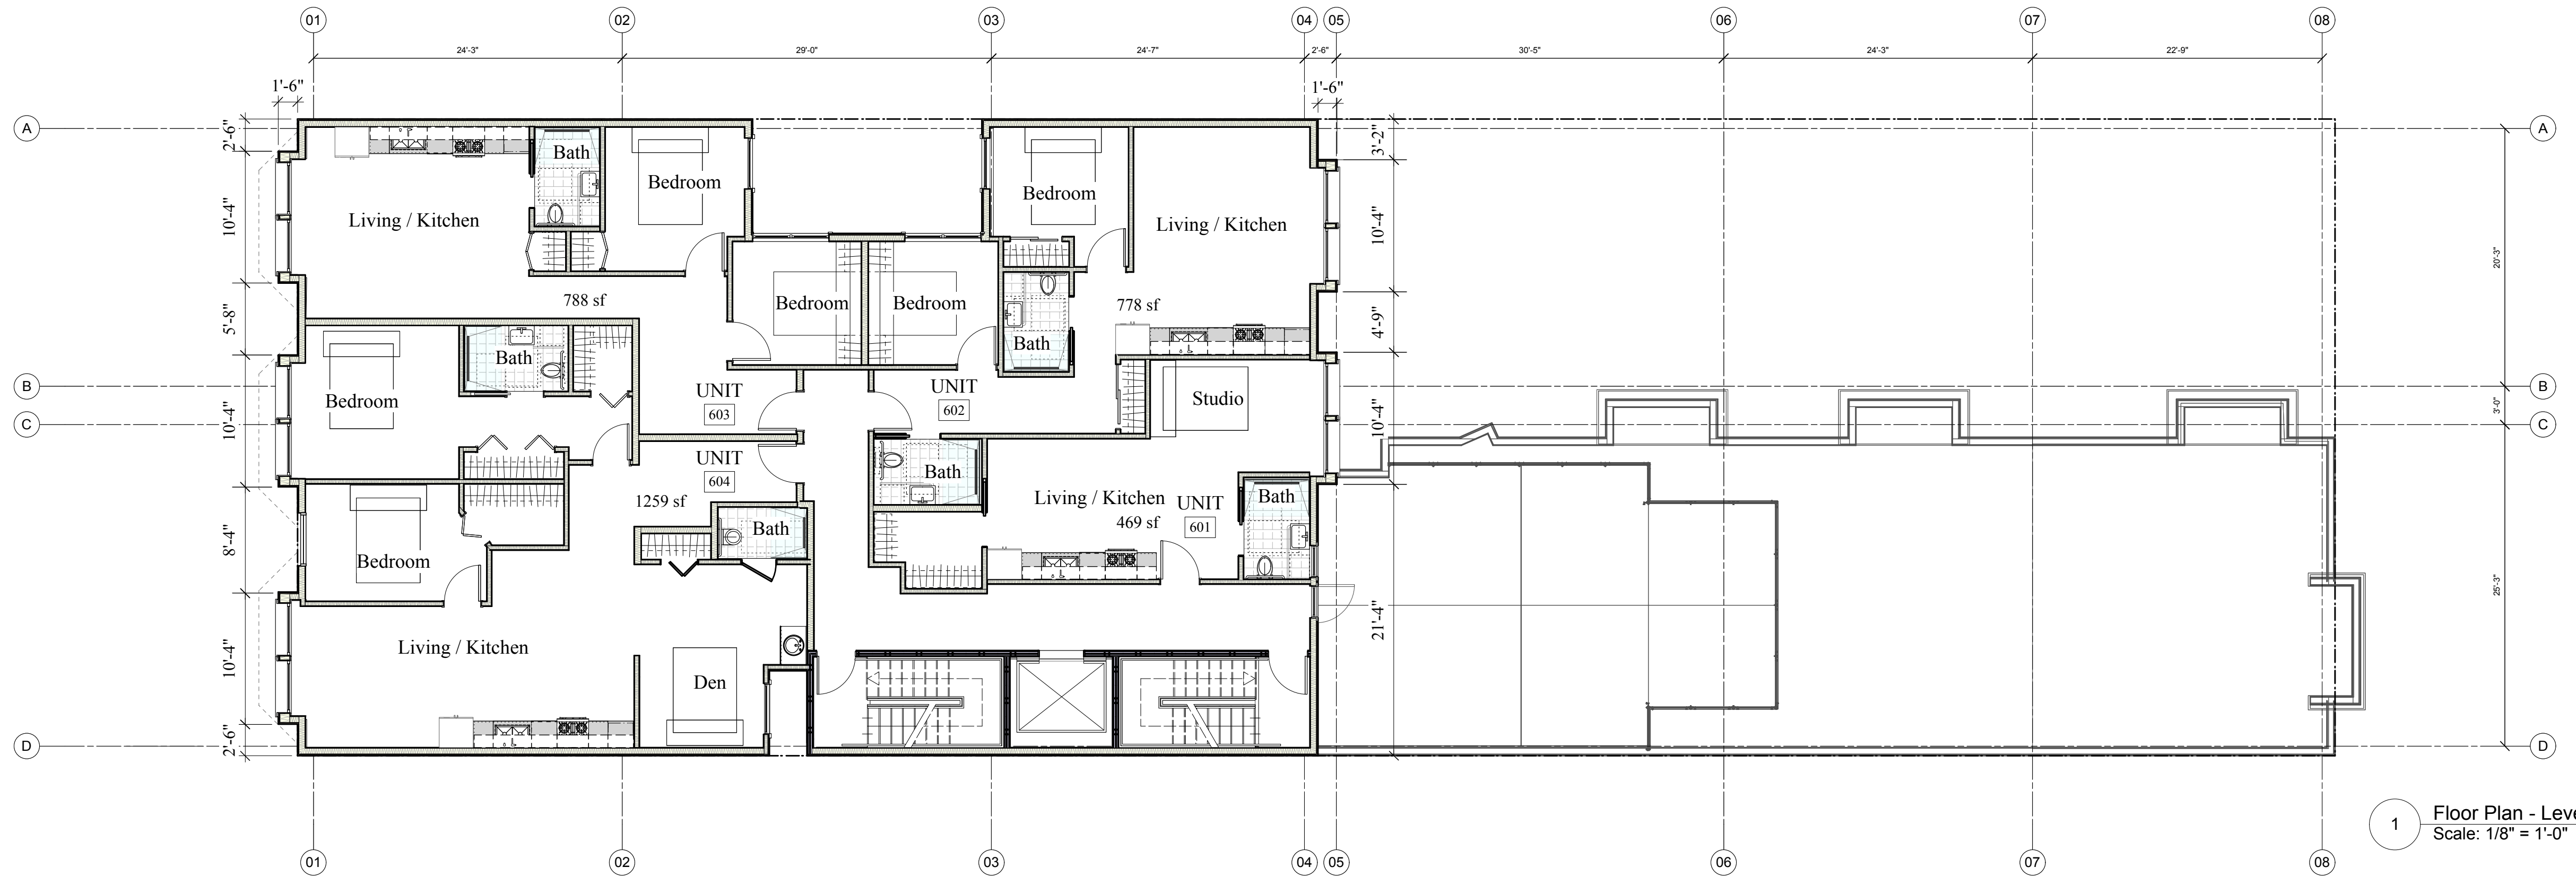 01 02 03 04 05 06 07 08
24'-3" 29'-0" 24'-7" 2'-6" 30'-5" 24'-3" 22'-9"
1'-6" 1'-6"
A A
2'-6" 3'-2"
Bath
Bedroom
Bedroom
Living / Kitchen
Living / Kitchen
10'-4" 10'-4"
20'-3"
788 sf
Bedroom Bedroom
778 sf
5'-8" 4'-9"
Bath
Bath
B B
Bedroom
UNIT
603
UNIT
602
Studio
10'-4" 10'-4"
3'-0"
C C
UNIT
604
Bath
1259 sf
Living / Kitchen
469 sf
UNIT
601
Bath
Bath
8'-4"
Bedroom
25'-3"
21'-4"
Living / Kitchen
10'-4"
Den
D D
2'-6"
01 02 03 04 05 06 07 08
1
Floor Plan - Leve
Scale: 1/8" = 1'-0"